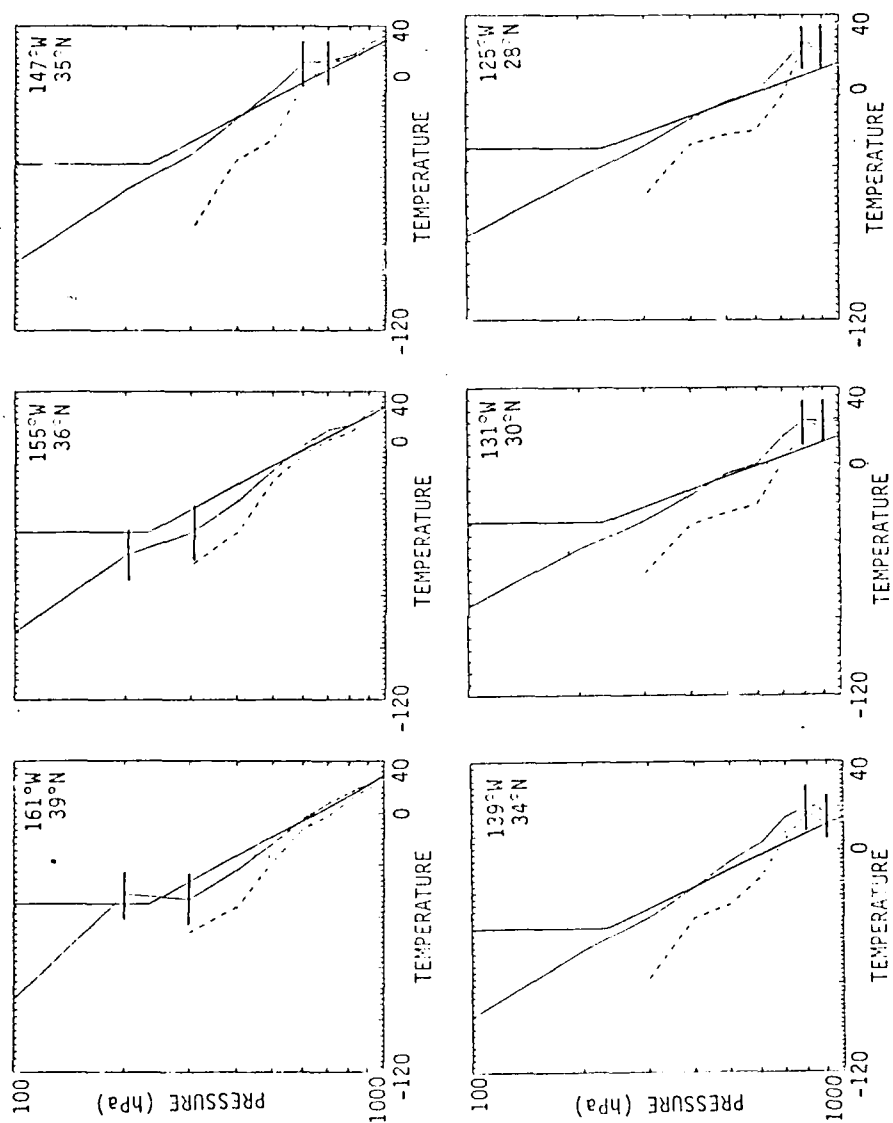 147°W
35°N
40
0
-120
TEMPERATURE
155°W
36°N
40
0
-120
TEMPERATURE
161°W
39°N
40
0
-120
TEMPERATURE
100
1000
PRESSURE (hPa)
125°W
28°N
40
0
-120
TEMPERATURE
131°W
30°N
40
0
-120
TEMPERATURE
139°W
34°N
40
0
-120
TEMPERATURE
100
1000
PRESSURE (hPa)